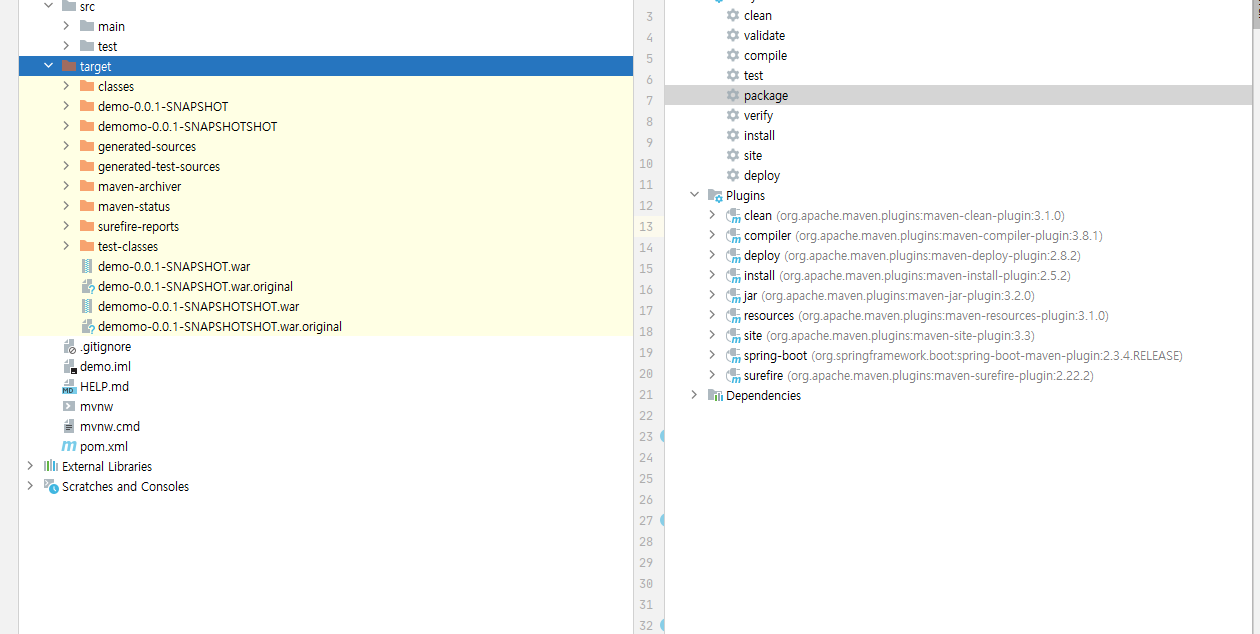 src
main
test
target
classes
demo-0.0.1-SNAPSHOT
demomo-0.0.1-SNAPSHOTSHOT
generated-sources
generated-test-sources
maven-archiver
maven-status
surefire-reports
test-classes
demo-0.0.1-SNAPSHOT.war
demo-0.0.1-SNAPSHOT.war.original
demomo-0.0.1-SNAPSHOTSHOT.war
demomo-0.0.1-SNAPSHOTSHOT.war.original
.gitignore
demo.iml
HELP.md
mvnw
mvnw.cmd
pom.xml
External Libraries
Scratches and Consoles
3
4
5
6
7
8
9
10
11
12
13
14
15
16
17
18
19
20
21
22
23
24
25
26
27
28
29
30
31
32
clean
validate
compile
test
package
verify
install
site
deploy
Plugins
clean (org.apache.maven.plugins:maven-clean-plugin:3.1.0)
compiler (org.apache.maven.plugins:maven-compiler-plugin:3.8.1)
deploy (org.apache.maven.plugins:maven-deploy-plugin:2.8.2)
install (org.apache.maven.plugins:maven-install-plugin:2.5.2)
jar (org.apache.maven.plugins:maven-jar-plugin:3.2.0)
resources (org.apache.maven.plugins:maven-resources-plugin:3.1.0)
site (org.apache.maven.plugins:maven-site-plugin:3.3)
spring-boot (org.springframework.boot:spring-boot-maven-plugin:2.3.4.RELEASE)
surefire (org.apache.maven.plugins:maven-surefire-plugin:2.22.2)
Dependencies